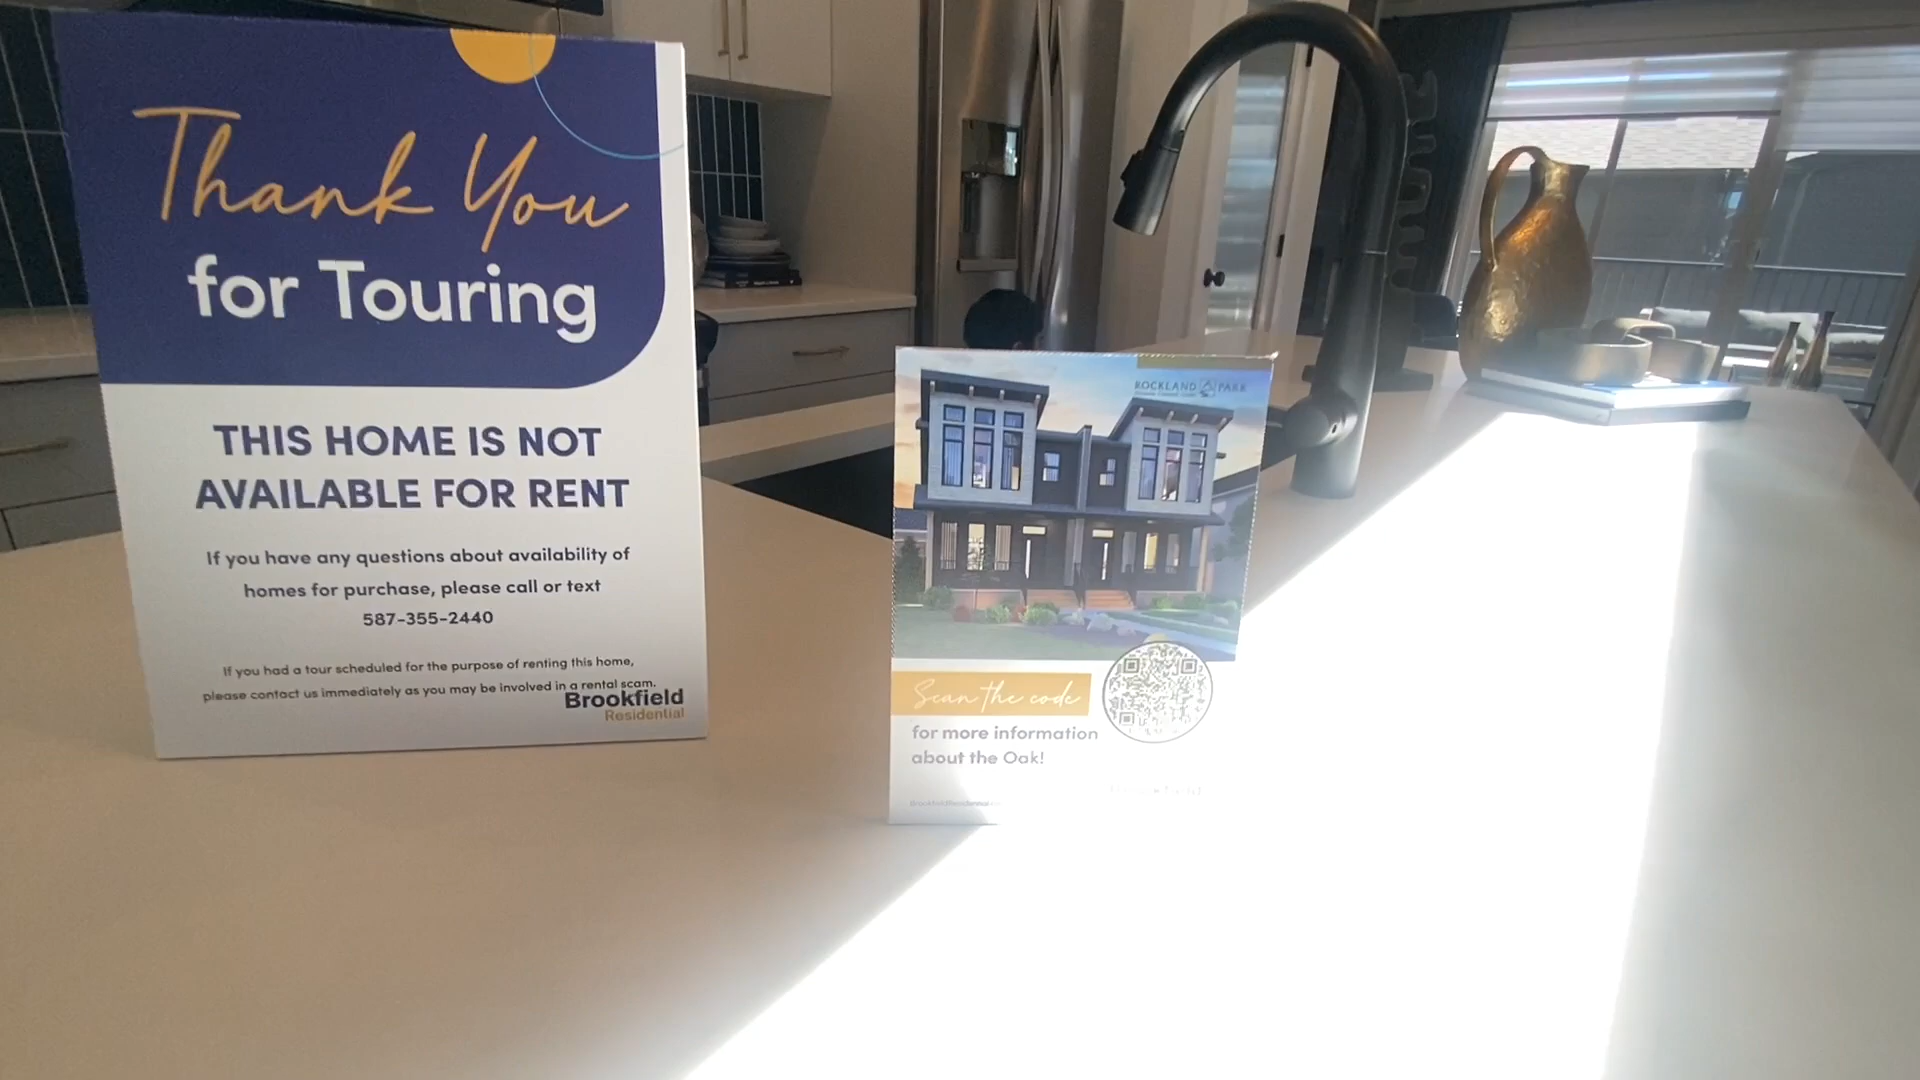 Thank You
for Touring
THIS HOME IS NOT
AVAILABLE FOR RENT
If you have any questions about availability of
homes for purchase, please call or text
587-355-2440
If you had a tour scheduled for the purpose of renting this home,
please contact us immediately as you may be involved in a rental scam.
Brookfield
Residential
ROCKLAND PARK
Scan the code
for more information
about the Oak!